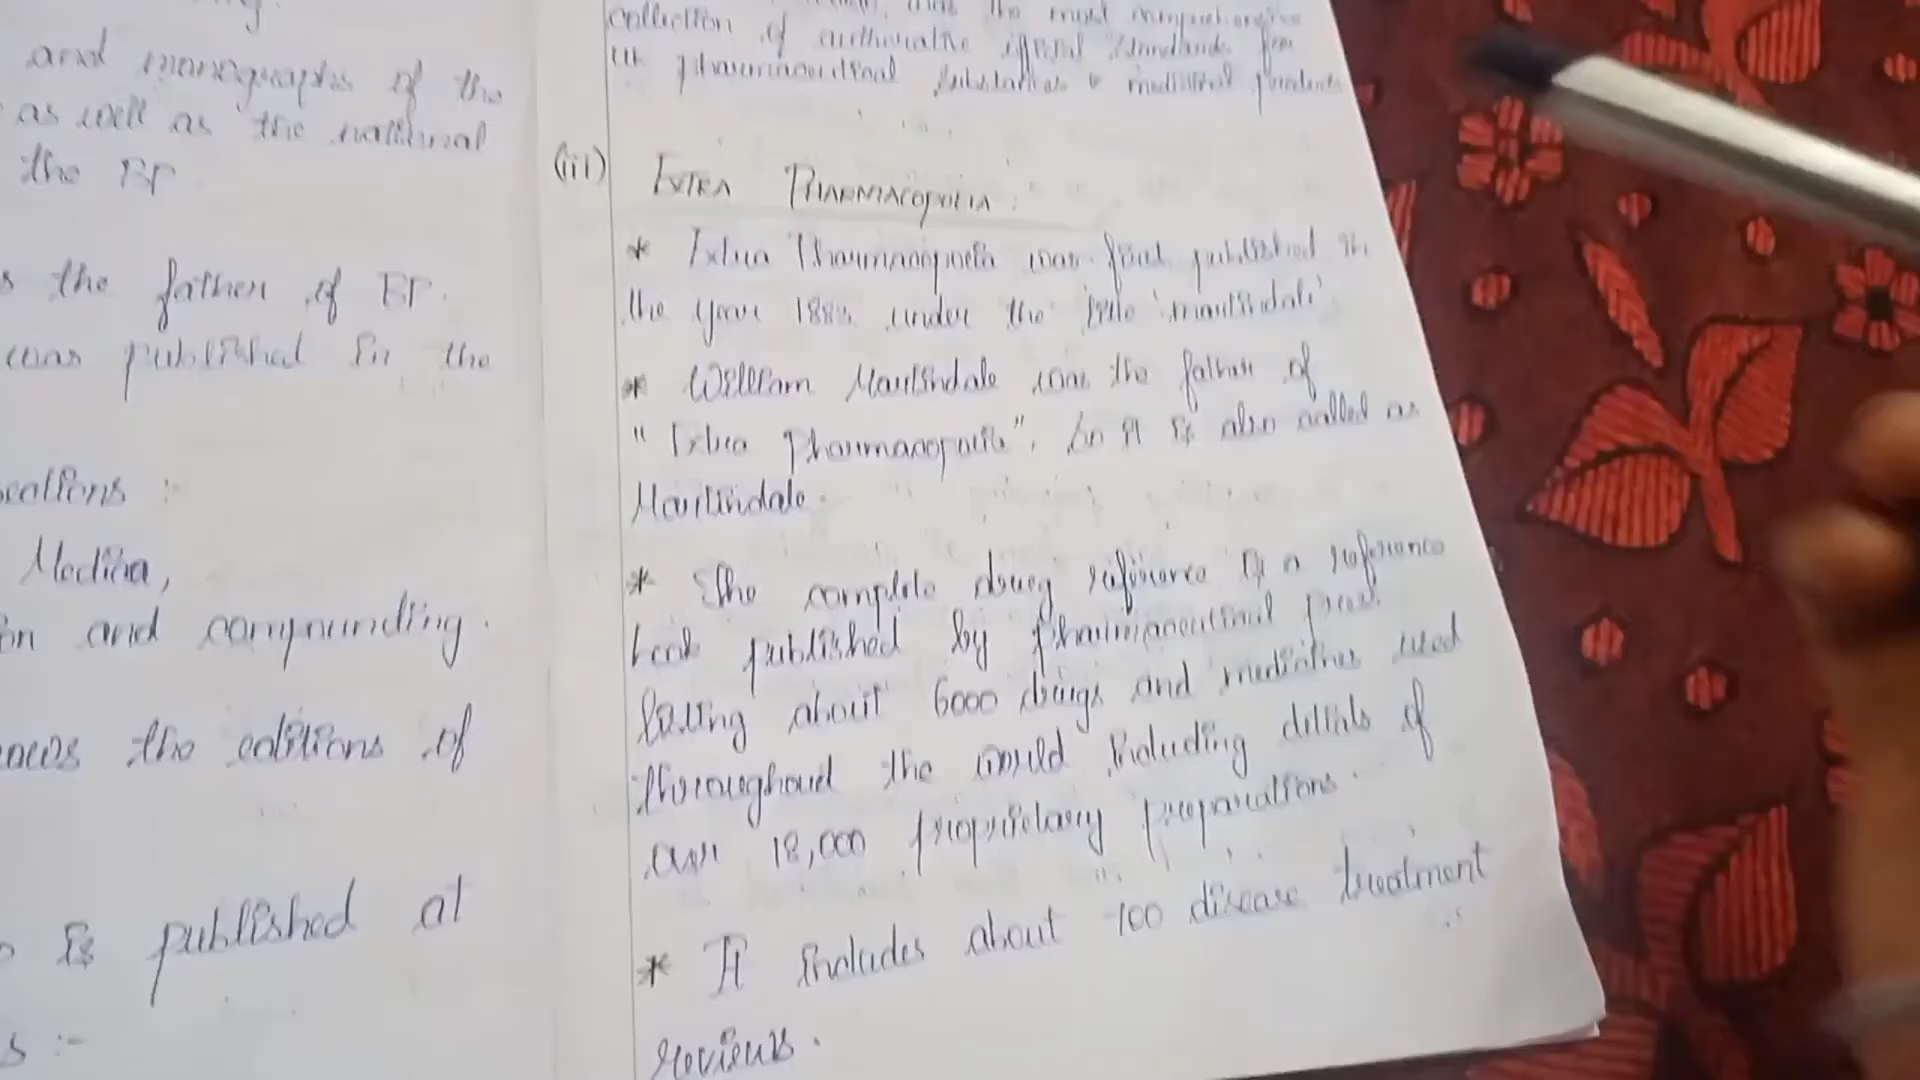 and monographs of the
as well as the national
the BP
the father of BP.
was published in the
Medica,
and compounding.
the editions of
is published at
collection of authorative official standards for
UK pharmaceutical substances & medicinal products
(iii) EXTRA PHARMACOPOEIA :
* Extra Pharmacopoeia was first published in
the year 1883 under the title 'martindale'
* William Martindale was the father of
"Extra Pharmacopoeia". So it is also called as
Martindale.
* The complete drug reference is a reference
book published by Pharmaceutical press
listing about 6000 drugs and medicines used
throughout the world, including details of
over 18,000 proprietary preparations.
* It includes about 700 disease treatment
reviews.